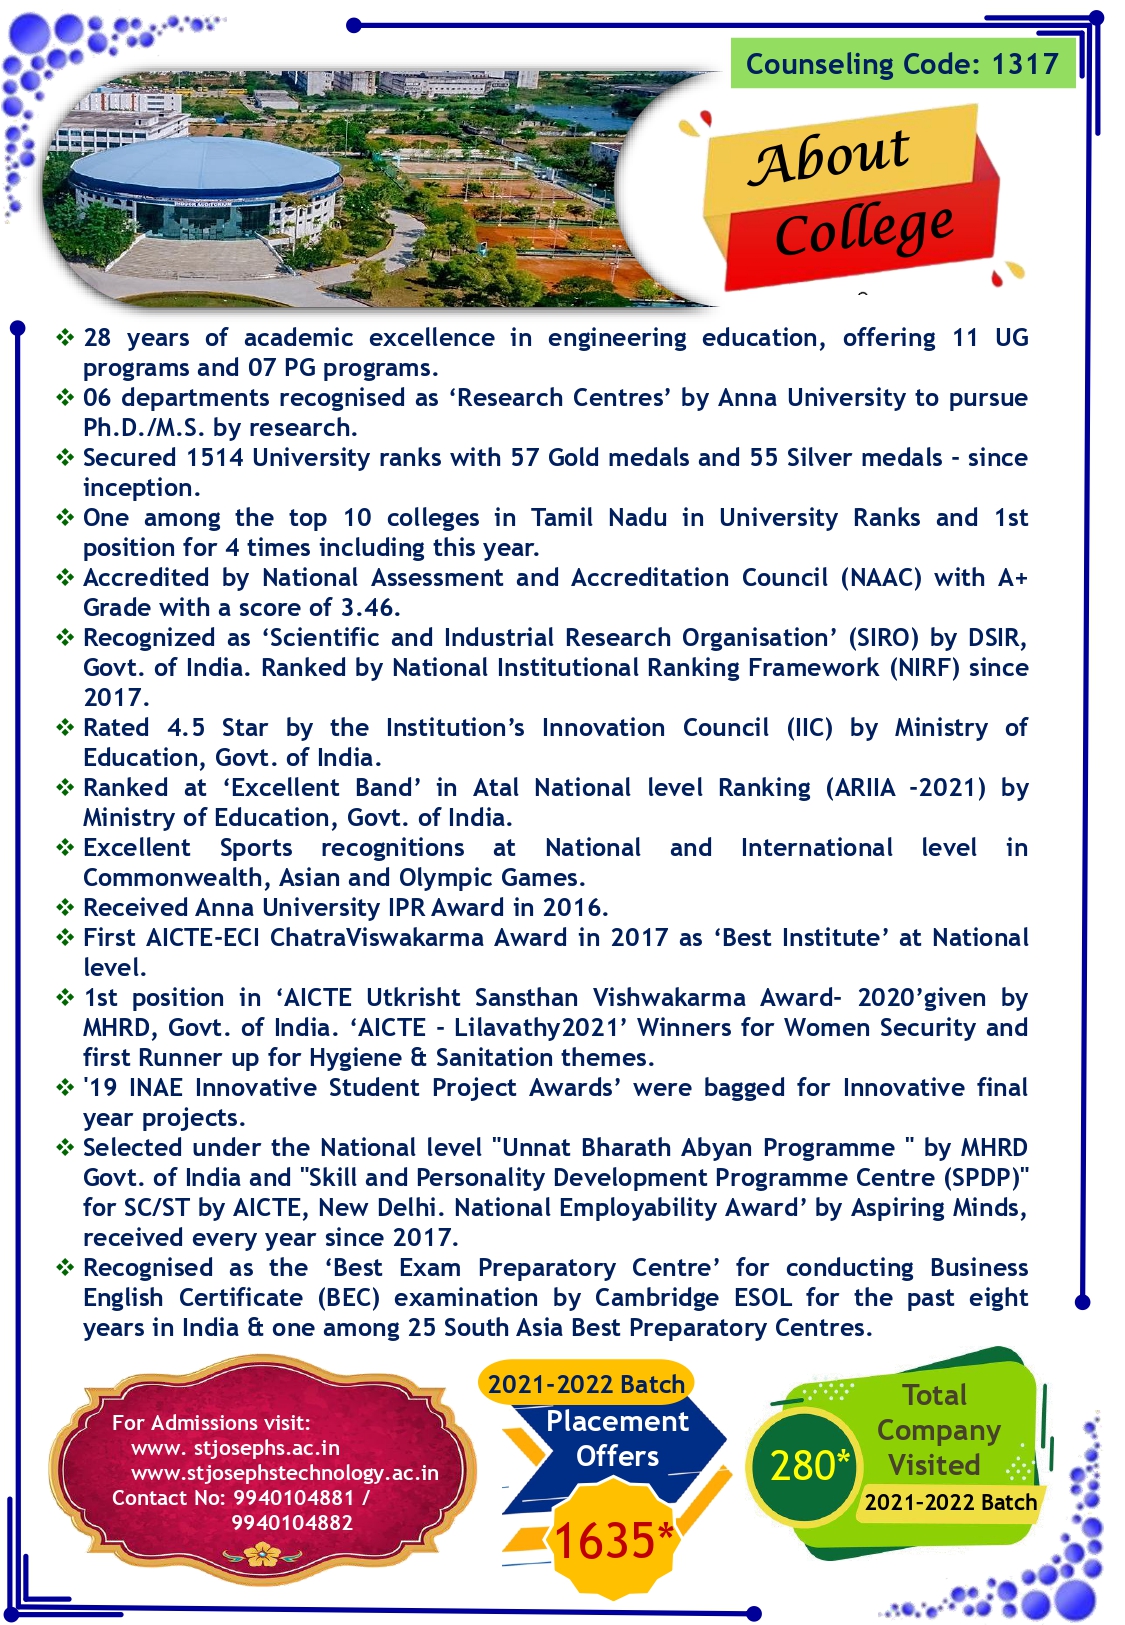 Counseling Code: 1317
About
College
❖ 28 years of academic excellence in engineering education, offering 11 UG
programs and 07 PG programs.
❖ 06 departments recognised as ‘Research Centres’ by Anna University to pursue
Ph.D./M.S. by research.
❖ Secured 1514 University ranks with 57 Gold medals and 55 Silver medals - since
inception.
❖ One among the top 10 colleges in Tamil Nadu in University Ranks and 1st
position for 4 times including this year.
❖ Accredited by National Assessment and Accreditation Council (NAAC) with A+
Grade with a score of 3.46.
❖ Recognized as ‘Scientific and Industrial Research Organisation’ (SIRO) by DSIR,
Govt. of India. Ranked by National Institutional Ranking Framework (NIRF) since
2017.
❖ Rated 4.5 Star by the Institution’s Innovation Council (IIC) by Ministry of
Education, Govt. of India.
❖ Ranked at ‘Excellent Band’ in Atal National level Ranking (ARIIA -2021) by
Ministry of Education, Govt. of India.
❖ Excellent Sports recognitions at National and International level in
Commonwealth, Asian and Olympic Games.
❖ Received Anna University IPR Award in 2016.
❖ First AICTE-ECI ChatraViswakarma Award in 2017 as ‘Best Institute’ at National
level.
❖ 1st position in ‘AICTE Utkrisht Sansthan Vishwakarma Award- 2020’given by
MHRD, Govt. of India. ‘AICTE - Lilavathy2021’ Winners for Women Security and
first Runner up for Hygiene & Sanitation themes.
❖ '19 INAE Innovative Student Project Awards’ were bagged for Innovative final
year projects.
❖ Selected under the National level "Unnat Bharath Abyan Programme " by MHRD
Govt. of India and "Skill and Personality Development Programme Centre (SPDP)"
for SC/ST by AICTE, New Delhi. National Employability Award’ by Aspiring Minds,
received every year since 2017.
❖ Recognised as the ‘Best Exam Preparatory Centre’ for conducting Business
English Certificate (BEC) examination by Cambridge ESOL for the past eight
years in India & one among 25 South Asia Best Preparatory Centres.
For Admissions visit:
www. stjosephs.ac.in
www.stjosephstechnology.ac.in
Contact No: 9940104881 /
9940104882
2021-2022 Batch
Placement
Offers
1635*
280*
Total
Company
Visited
2021-2022 Batch